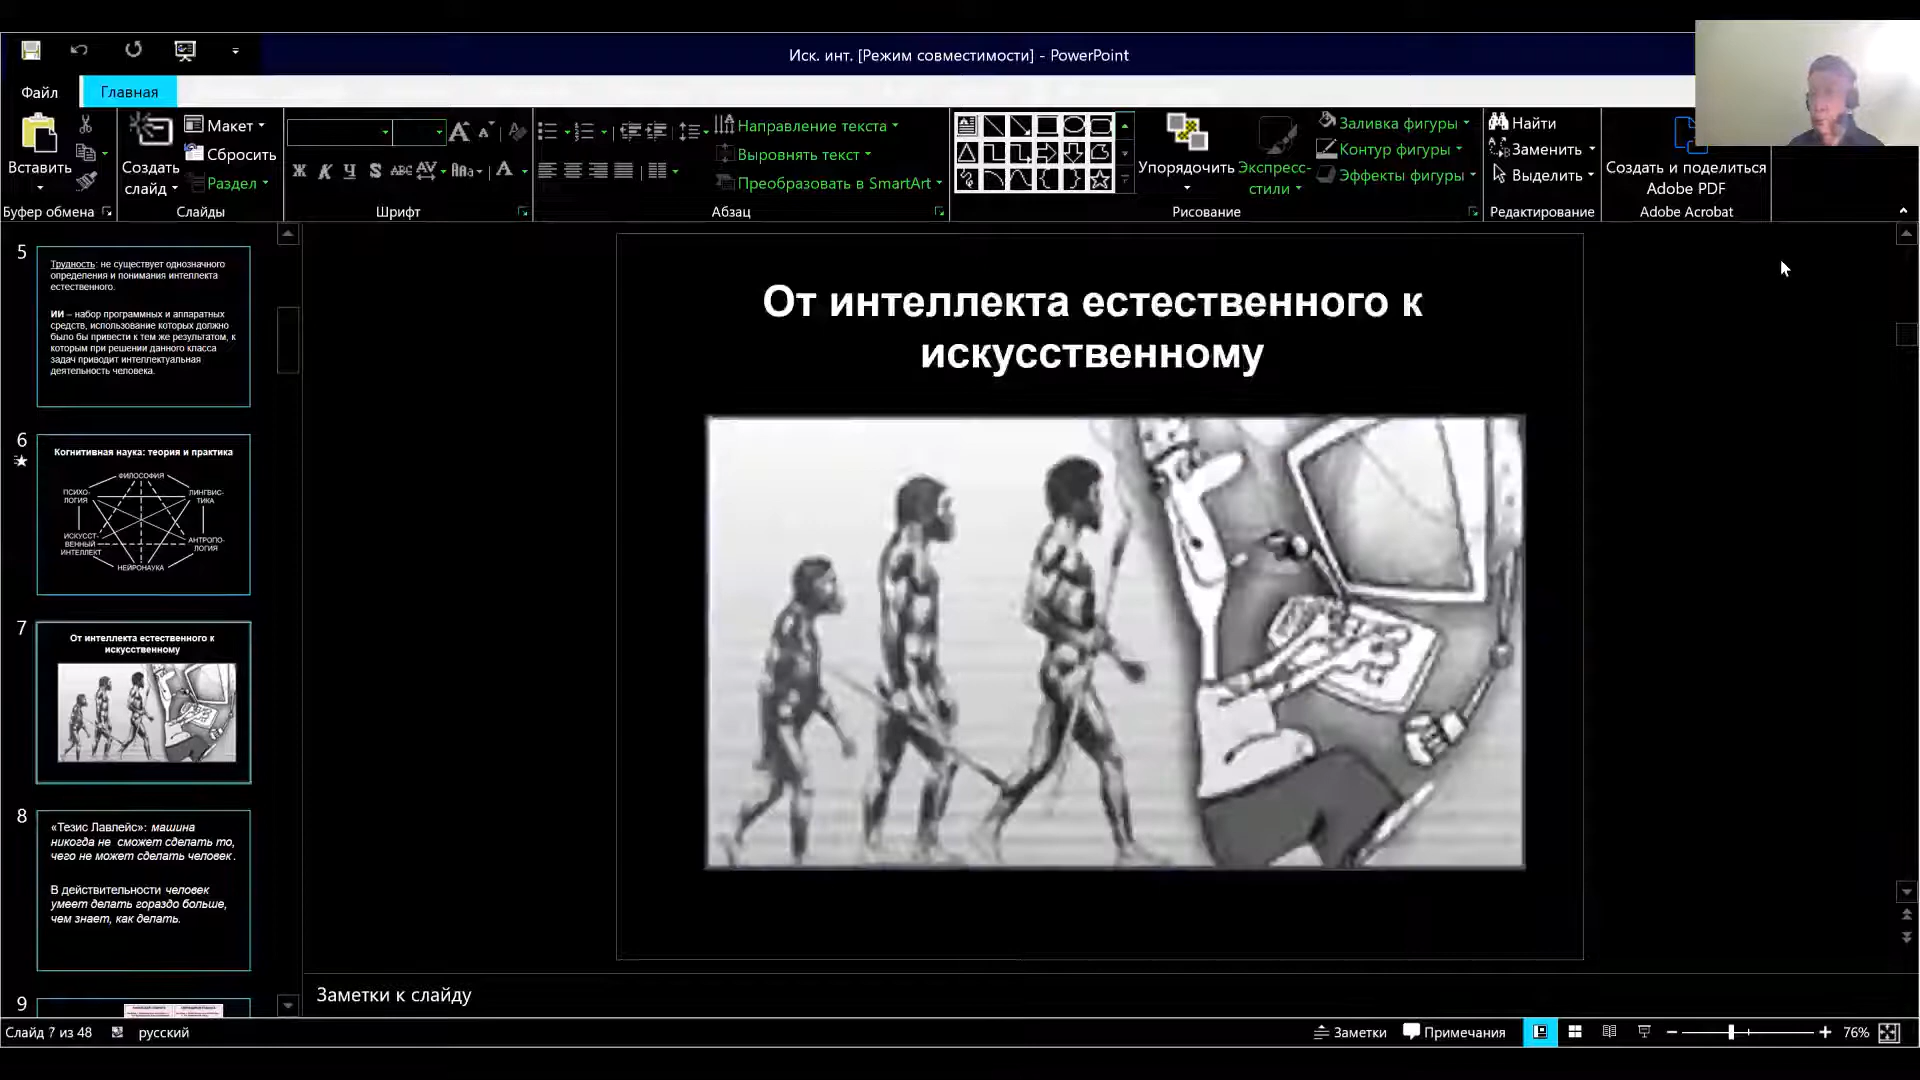 Иск. инт. [Режим совместимости] - PowerPoint
Файл
Главная
Вставить
Буфер обмена
Создать
слайд
Макет
Сбросить
Раздел
Слайды
Ж К Ч S ABC AV Aa A
Шрифт
Направление текста
Выровнять текст
Преобразовать в SmartArt
Абзац
Упорядочить
Экспресс-
стили
Заливка фигуры
Контур фигуры
Эффекты фигуры
Рисование
Найти
Заменить
Выделить
Редактирование
Создать и поделиться
Adobe PDF
Adobe Acrobat
5
Трудность: не существует однозначного
определения и понимания интеллекта
естественного.
ИИ – набор программных и аппаратных
средств, использование которых должно
было бы привести к тем же результатом, к
которым при решении данного класса
задач приводит интеллектуальная
деятельность человека.
6
Когнитивная наука: теория и практика
ФИЛОСОФИЯ
ПСИХО-
ЛОГИЯ
ЛИНГВИС-
ТИКА
ИСКУССТ-
ВЕННЫЙ
ИНТЕЛЛЕКТ
АНТРОПО-
ЛОГИЯ
НЕЙРОНАУКА
7
От интеллекта естественного к
искусственному
8
«Тезис Лавлейс»: машина
никогда не сможет сделать то,
чего не может сделать человек.
В действительности человек
умеет делать гораздо больше,
чем знает, как делать.
9
От интеллекта естественного к
искусственному
Заметки к слайду
Слайд 7 из 48
русский
Заметки
Примечания
76%